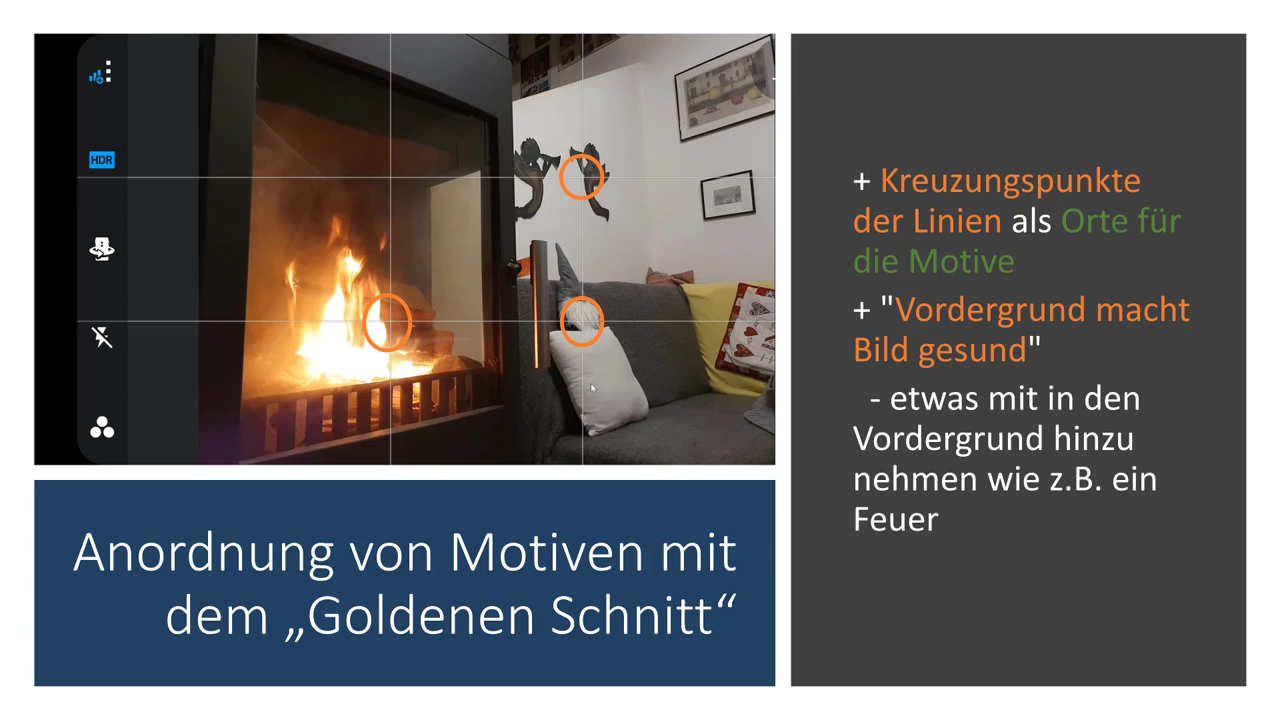 HDR
Anordnung von Motiven mit
dem „Goldenen Schnitt“
+ Kreuzungspunkte
der Linien als Orte für
die Motive
+ "Vordergrund macht
Bild gesund"
- etwas mit in den
Vordergrund hinzu
nehmen wie z.B. ein
Feuer